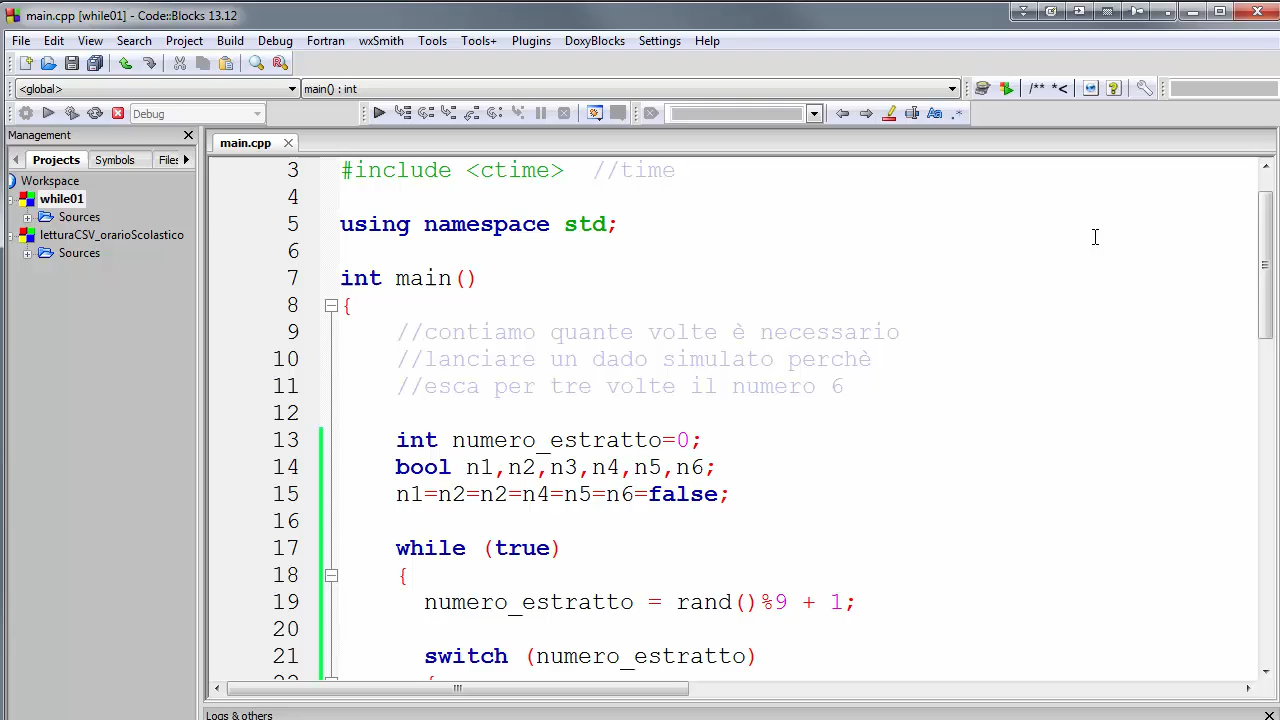 main.cpp [while01] - Code::Blocks 13.12
File Edit View Search Project Build Debug Fortran wxSmith Tools Tools+ Plugins DoxyBlocks Settings Help
<global> main() : int /** *<
Debug
Management
Projects Symbols Files
Workspace
while01
Sources
letturaCSV_orarioScolastico
Sources
main.cpp
3 #include <ctime> //time
4
5 using namespace std;
6
7 int main()
8 {
9 //contiamo quante volte è necessario
10 //lanciare un dado simulato perchè
11 //esca per tre volte il numero 6
12
13 int numero_estratto=0;
14 bool n1,n2,n3,n4,n5,n6;
15 n1=n2=n2=n4=n5=n6=false;
16
17 while (true)
18 {
19 numero_estratto = rand()%9 + 1;
20
21 switch (numero_estratto)
22 {
Logs & others